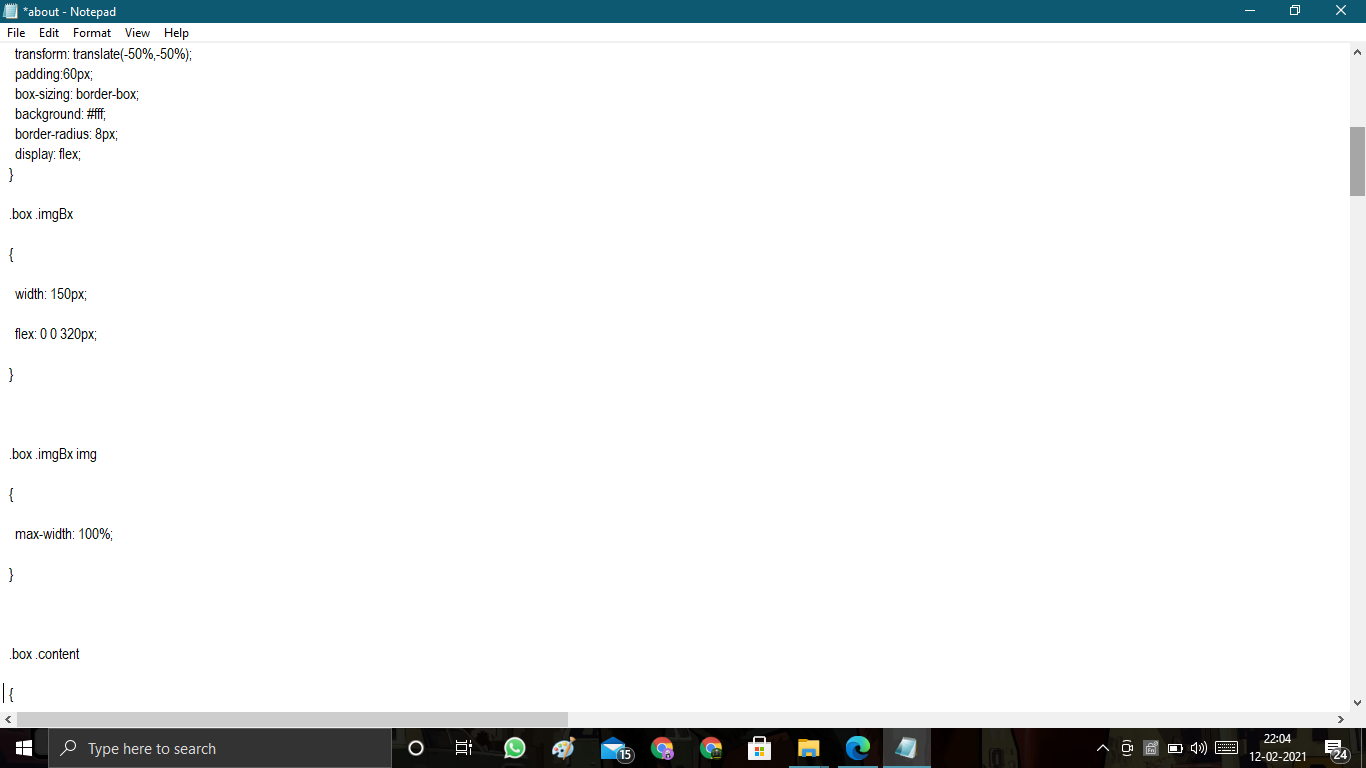 *about - Notepad
File Edit Format View Help
transform: translate(-50%,-50%);
padding:60px;
box-sizing: border-box;
background: #fff;
border-radius: 8px;
display: flex;
}
.box .imgBx
{
width: 150px;
flex: 0 0 320px;
}
.box .imgBx img
{
max-width: 100%;
}
.box .content
{
Type here to search
15
22:04
12-02-2021
24